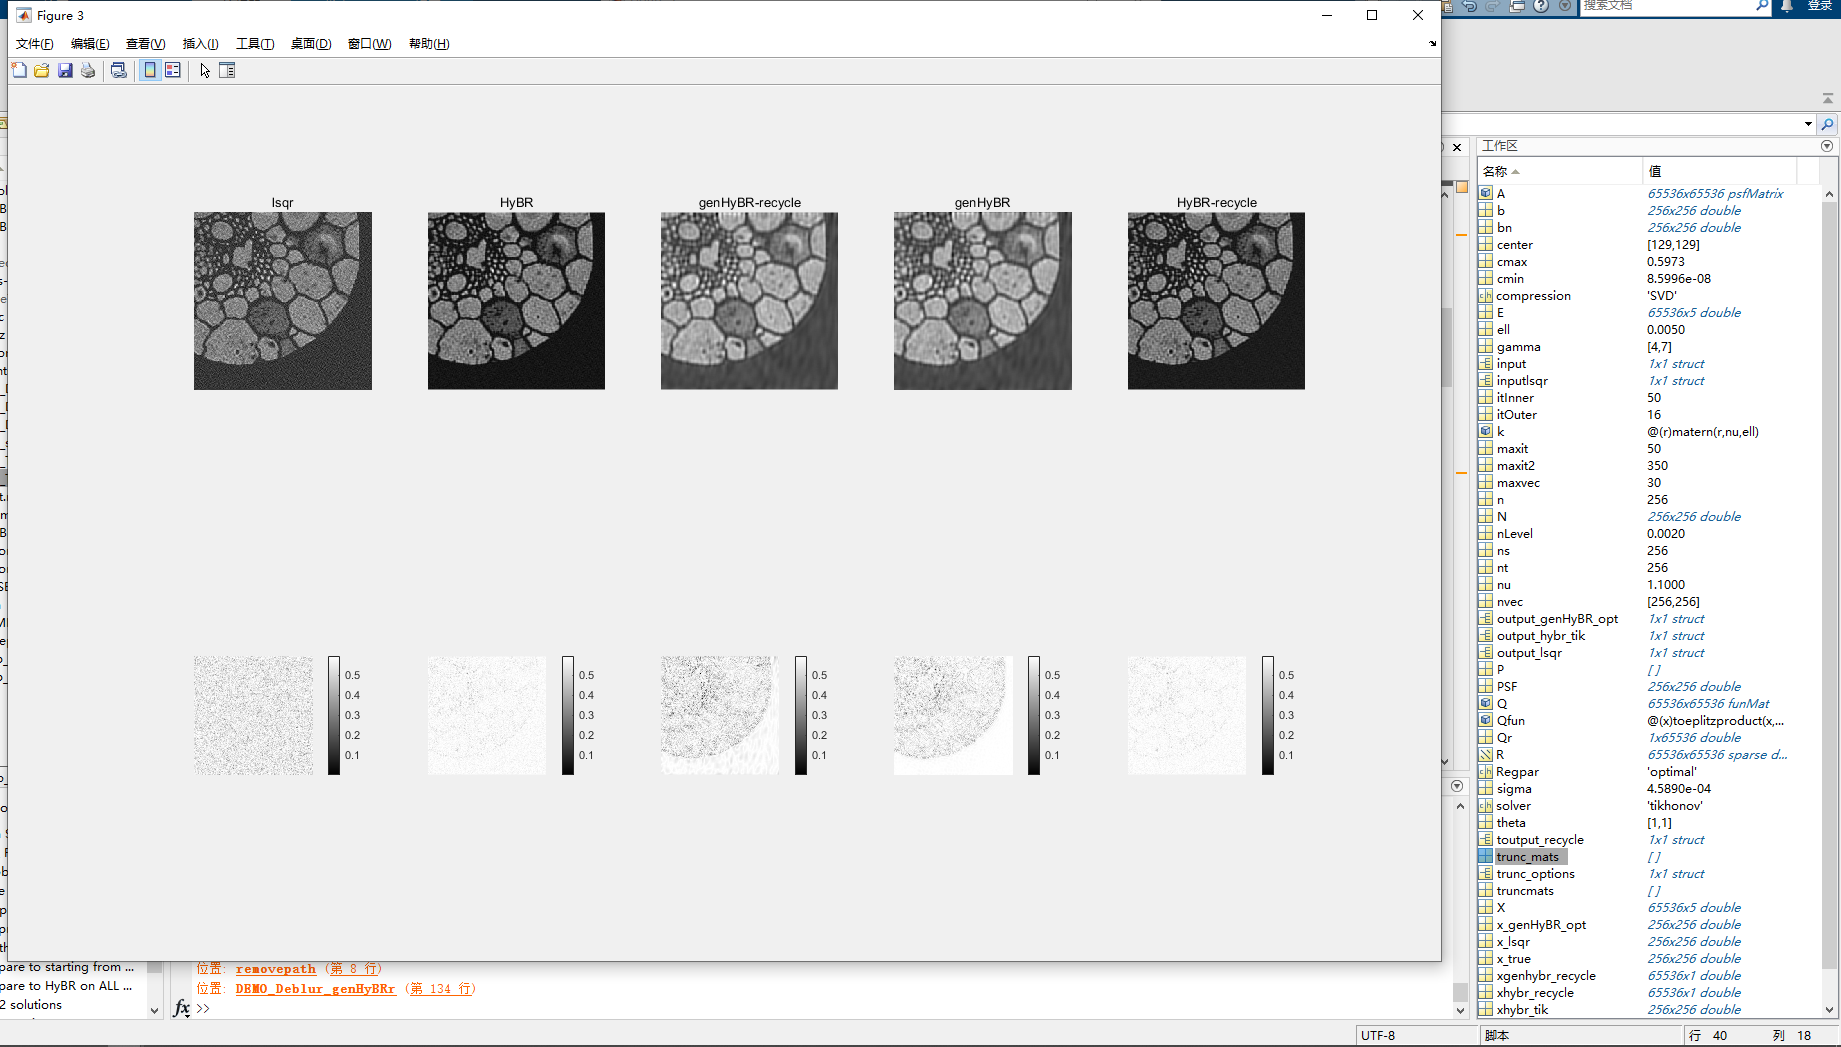 Figure 3
搜索文档
登录
文件(F) 编辑(E) 查看(V) 插入(I) 工具(T) 桌面(D) 窗口(W) 帮助(H)
lsqr
HyBR
genHyBR-recycle
genHyBR
HyBR-recycle
0.5 0.5 0.5 0.5 0.5
0.4 0.4 0.4 0.4 0.4
0.3 0.3 0.3 0.3 0.3
0.2 0.2 0.2 0.2 0.2
0.1 0.1 0.1 0.1 0.1
工作区
名称 值
A 65536x65536 psfMatrix
b 256x256 double
bn 256x256 double
center [129,129]
cmax 0.5973
cmin 8.5996e-08
compression 'SVD'
E 65536x5 double
ell 0.0050
gamma [4,7]
input 1x1 struct
inputlsqr 1x1 struct
itInner 50
itOuter 16
k @(r)matern(r,nu,ell)
maxit 50
maxit2 350
maxvec 30
n 256
N 256x256 double
nLevel 0.0020
ns 256
nt 256
nu 1.1000
nvec [256,256]
output_genHyBR_opt 1x1 struct
output_hybr_tik 1x1 struct
output_lsqr 1x1 struct
P []
PSF 256x256 double
Q 65536x65536 funMat
Qfun @(x)toeplitzproduct(x,...
Qr 1x65536 double
R 65536x65536 sparse d...
Regpar 'optimal'
sigma 4.5890e-04
solver 'tikhonov'
theta [1,1]
toutput_recycle 1x1 struct
trunc_mats []
trunc_options 1x1 struct
truncmats []
X 65536x5 double
x_genHyBR_opt 256x256 double
x_lsqr 256x256 double
x_true 256x256 double
xgenhybr_recycle 65536x1 double
xhybr_recycle 65536x1 double
xhybr_tik 256x256 double
pare to starting from ...
pare to HyBR on ALL ...
2 solutions
位置: removepath (第 8 行)
位置: DEMO_Deblur_genHyBRr (第 134 行)
fx >>
UTF-8 脚本 行 40 列 18